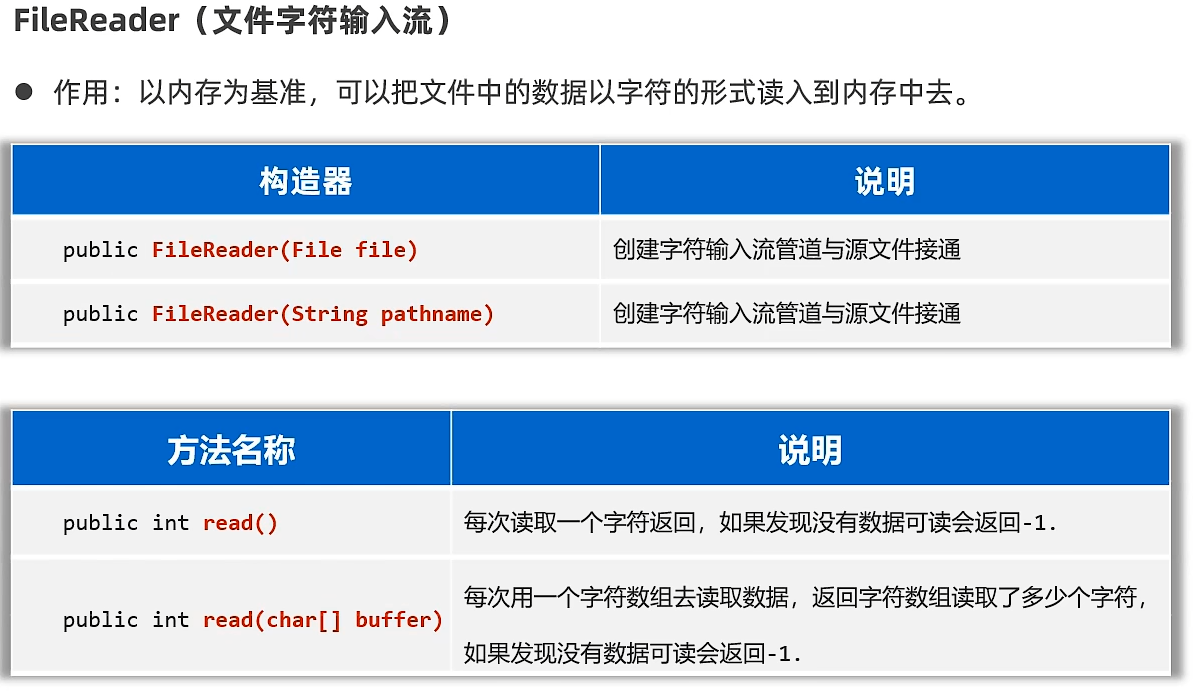 FileReader（文件字符输入流）
● 作用：以内存为基准，可以把文件中的数据以字符的形式读入到内存中去。
构造器 说明
public FileReader(File file) 创建字符输入流管道与源文件接通
public FileReader(String pathname) 创建字符输入流管道与源文件接通
方法名称 说明
public int read() 每次读取一个字符返回，如果发现没有数据可读会返回-1.
public int read(char[] buffer) 每次用一个字符数组去读取数据，返回字符数组读取了多少个字符，
如果发现没有数据可读会返回-1.